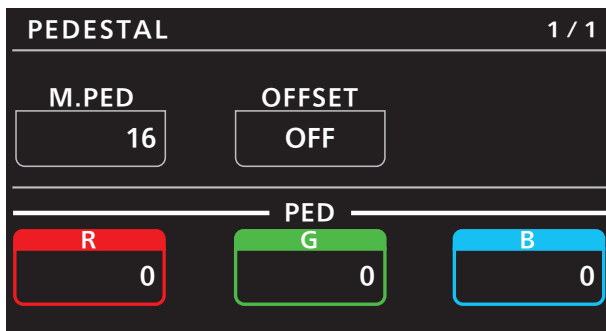 PEDESTAL 1 / 1
M.PED OFFSET
16 OFF
PED
R G B
0 0 0